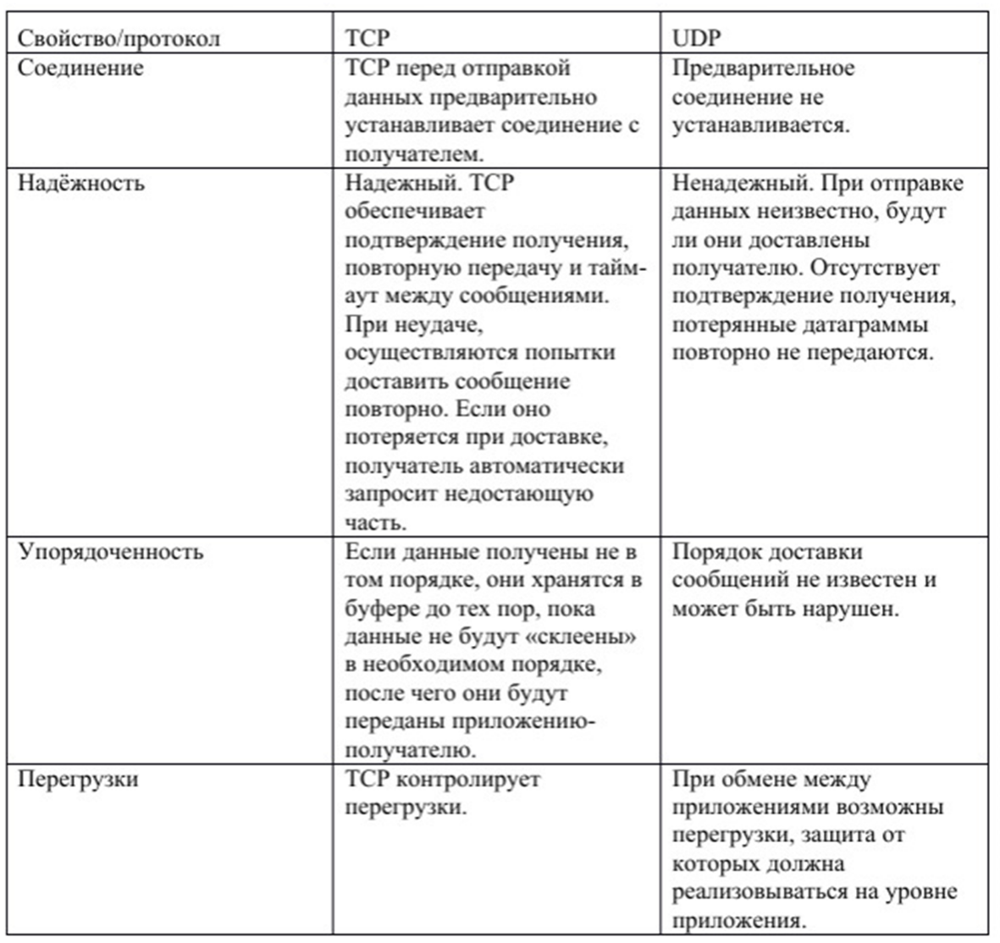 Свойство/протокол
TCP
UDP
Соединение
TCP перед отправкой
данных предварительно
устанавливает соединение с
получателем.
Предварительное
соединение не
устанавливается.
Надёжность
Надежный. TCP
обеспечивает
подтверждение получения,
повторную передачу и тайм-
аут между сообщениями.
При неудаче,
осуществляются попытки
доставить сообщение
повторно. Если оно
потеряется при доставке,
получатель автоматически
запросит недостающую
часть.
Ненадежный. При отправке
данных неизвестно, будут
ли они доставлены
получателю. Отсутствует
подтверждение получения,
потерянные датаграммы
повторно не передаются.
Упорядоченность
Если данные получены не в
том порядке, они хранятся в
буфере до тех пор, пока
данные не будут «склеены»
в необходимом порядке,
после чего они будут
переданы приложению-
получателю.
Порядок доставки
сообщений не известен и
может быть нарушен.
Перегрузки
TCP контролирует
перегрузки.
При обмене между
приложениями возможны
перегрузки, защита от
которых должна
реализовываться на уровне
приложения.